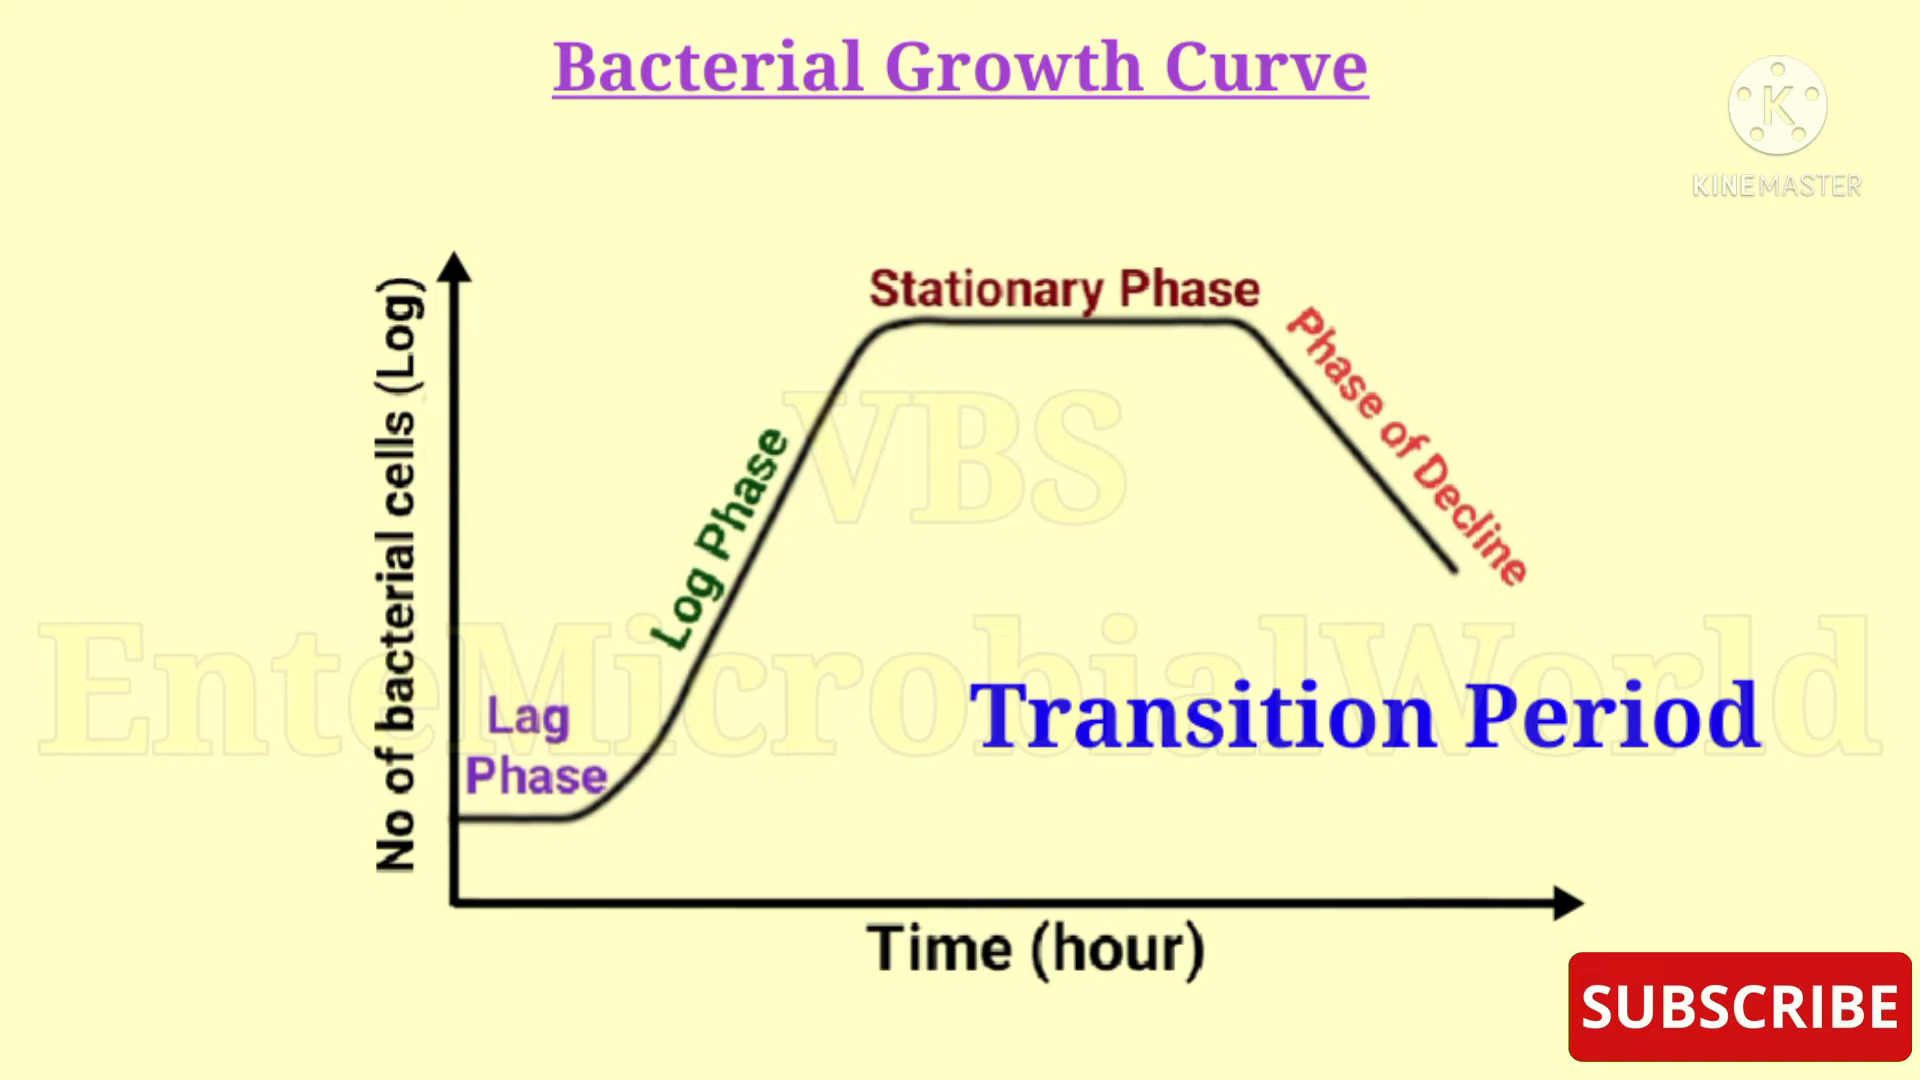 Bacterial Growth Curve
K
KINEMASTER
Stationary Phase
Phase of Decline
No of bacterial cells (Log)
Log Phase
VBS
EnteMicrobialWorld
Lag
Phase
Transition Period
Time (hour)
SUBSCRIBE